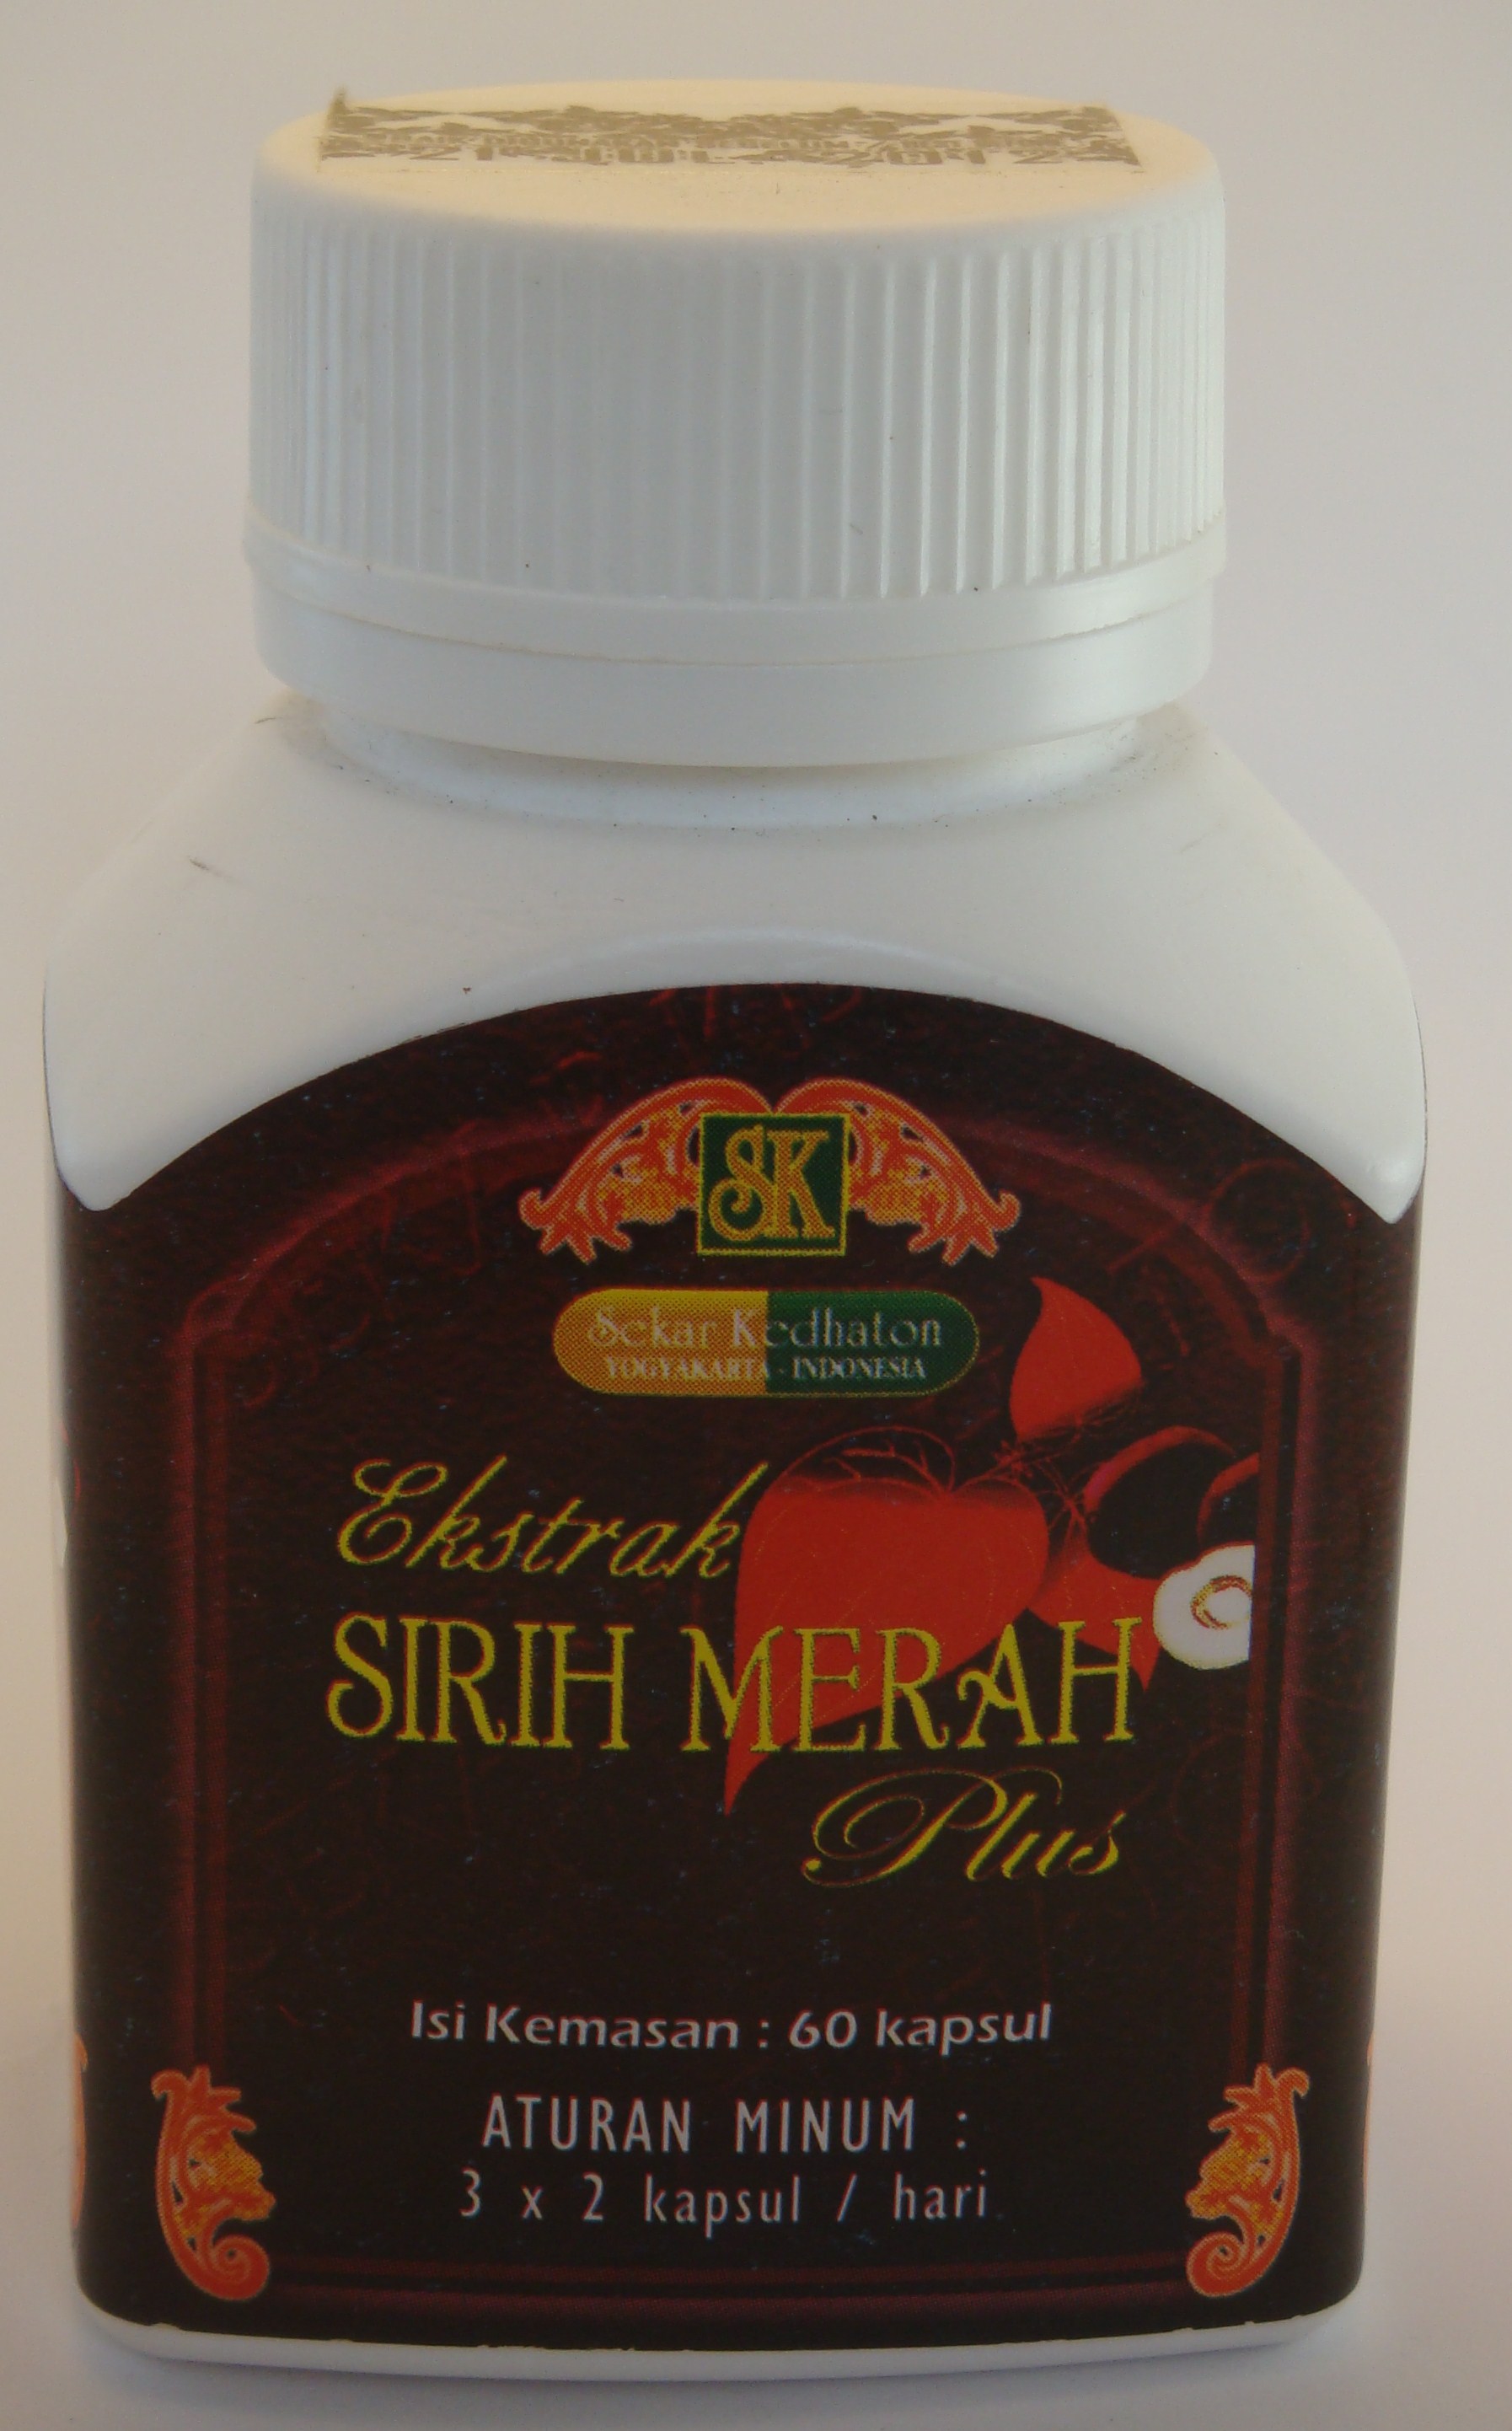 SK
Sekar Kedhaton
YOGYAKARTA - INDONESIA
Ekstrak
SIRIH MERAH
Plus
Isi Kemasan : 60 kapsul
ATURAN MINUM :
3 x 2 kapsul / hari